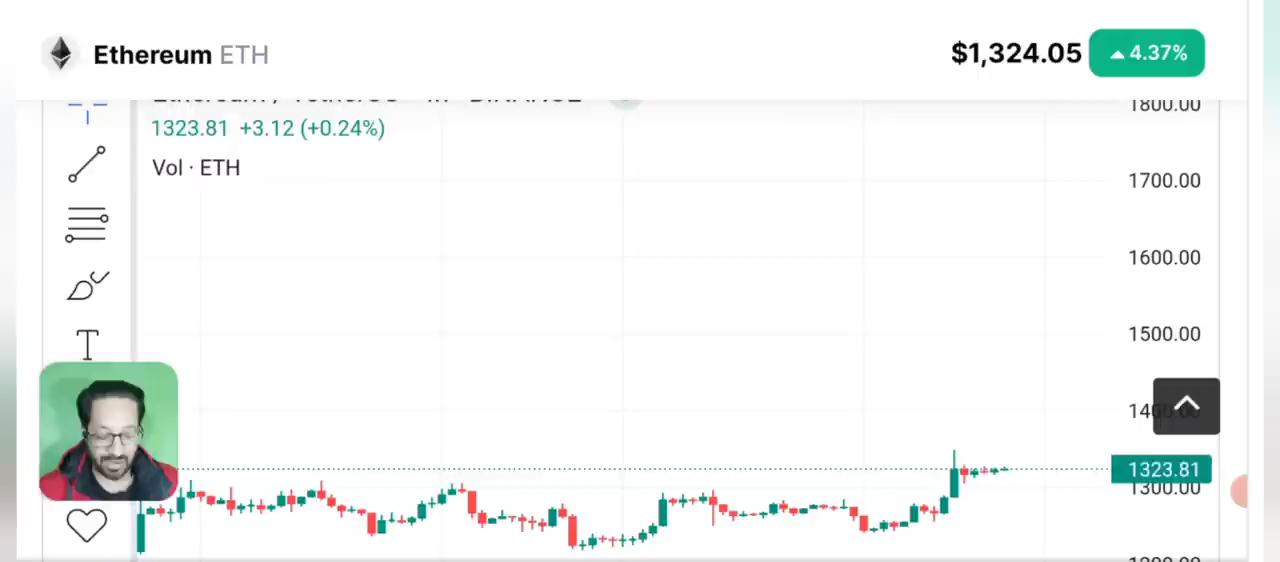 Ethereum ETH
$1,324.05 4.37%
1323.81 +3.12 (+0.24%)
Vol · ETH
1800.00
1700.00
1600.00
1500.00
1323.81
1300.00